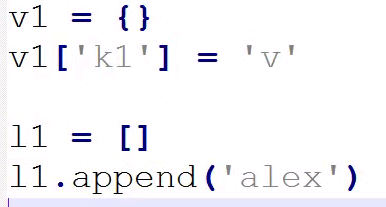 v1 = {}
v1['k1'] = 'v'
l1 = []
l1.append('alex')